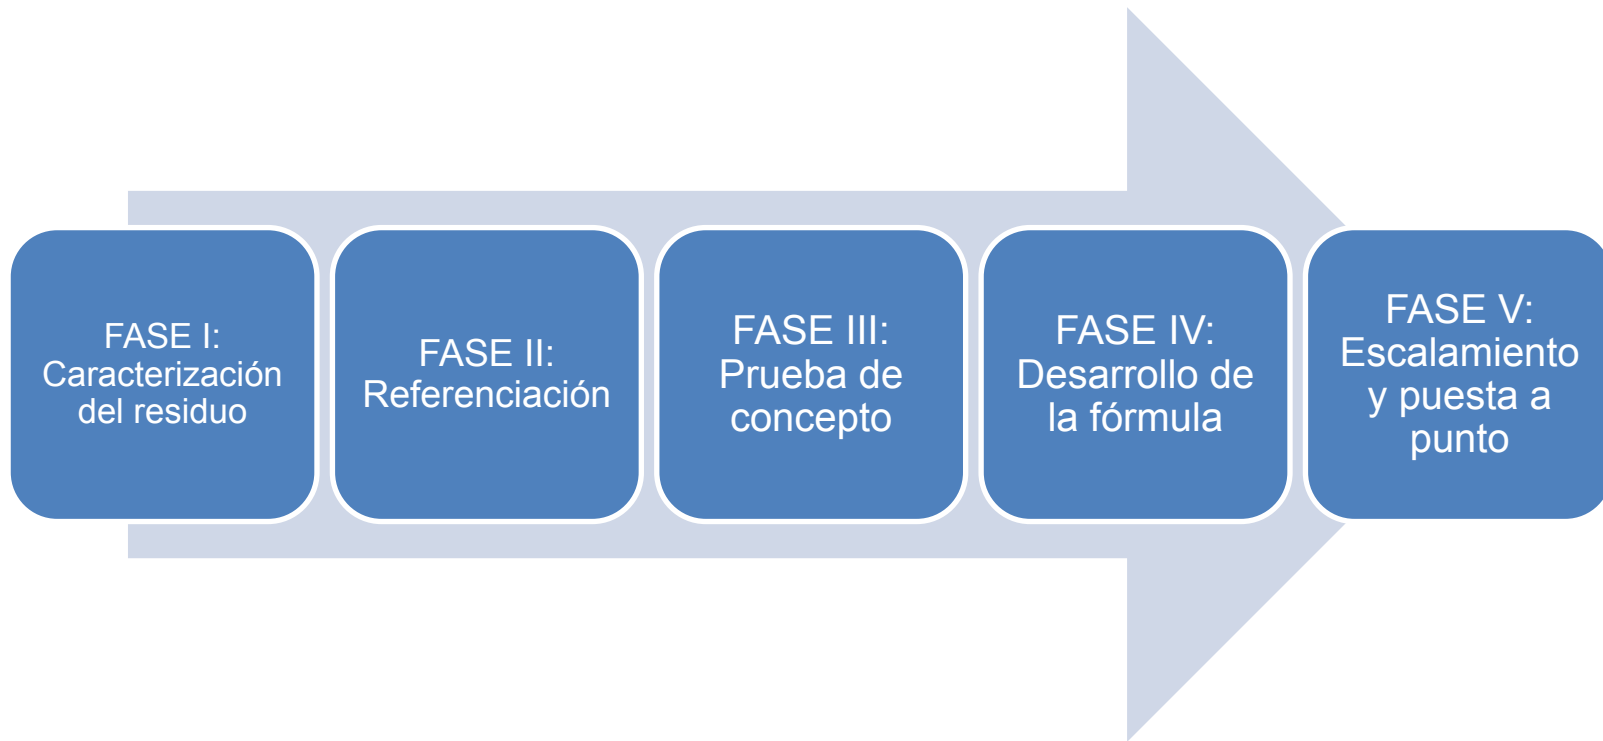 FASE I:
Caracterización
del residuo
FASE II:
Referenciación
FASE III:
Prueba de
concepto
FASE IV:
Desarrollo de
la fórmula
FASE V:
Escalamiento
y puesta a
punto